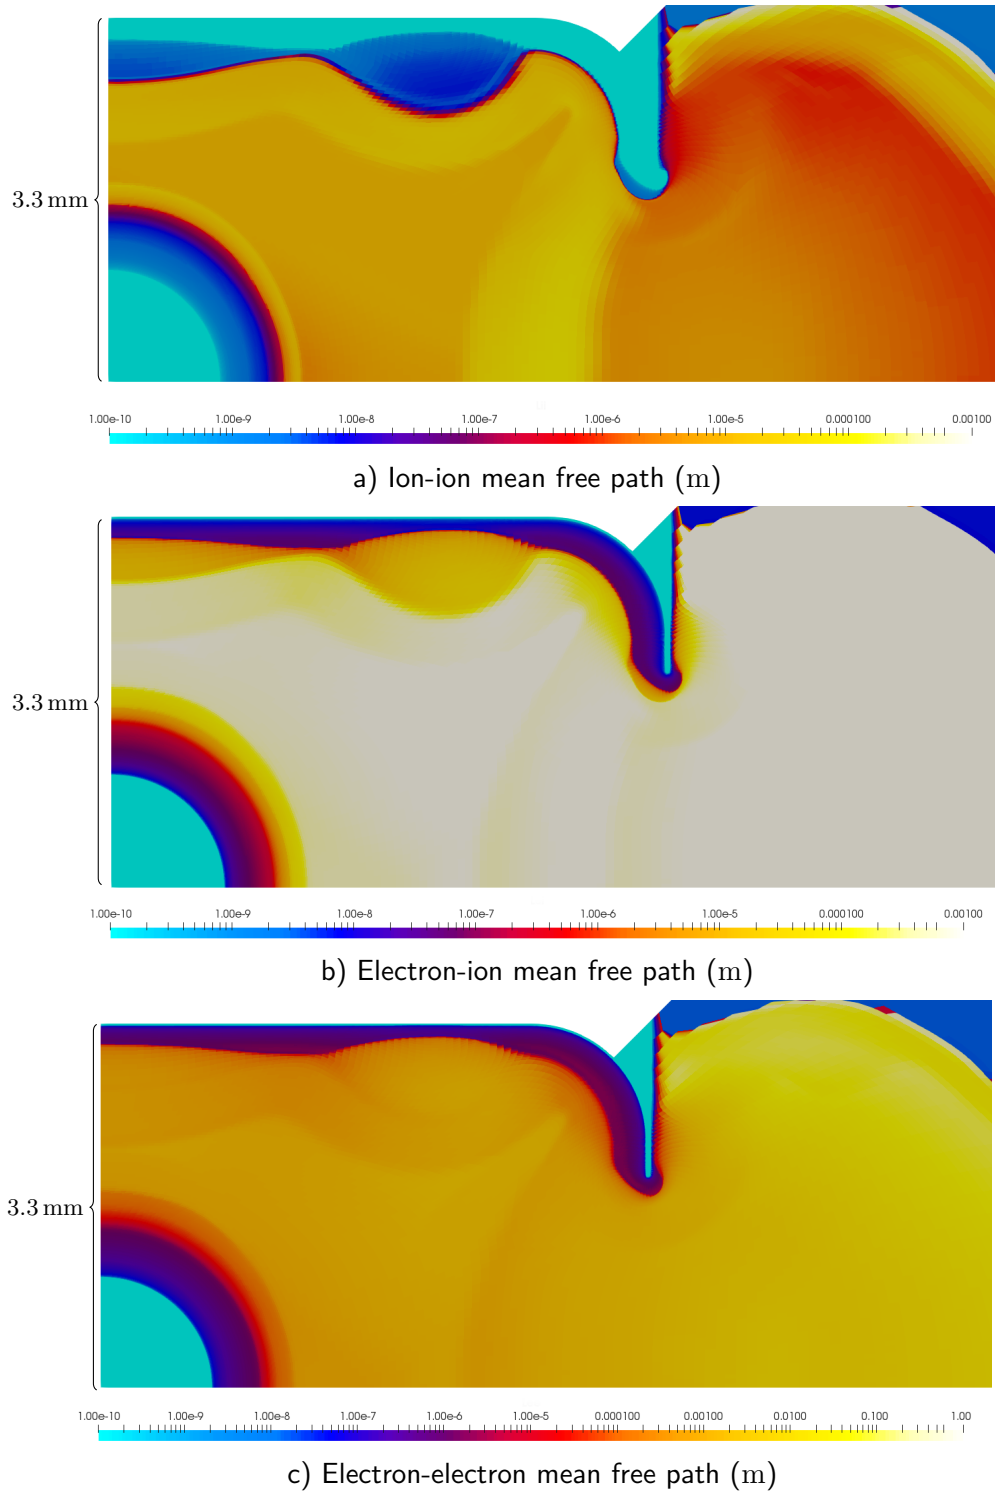 3.3 mm
1.00e-10 1.00e-9 1.00e-8 1.00e-7 1.00e-6 1.00e-5 0.000100 0.00100
a) Ion-ion mean free path (m)
3.3 mm
1.00e-10 1.00e-9 1.00e-8 1.00e-7 1.00e-6 1.00e-5 0.000100 0.00100
b) Electron-ion mean free path (m)
3.3 mm
1.00e-10 1.00e-9 1.00e-8 1.00e-7 1.00e-6 1.00e-5 0.000100 0.00100 0.0100 0.100 1.00
c) Electron-electron mean free path (m)